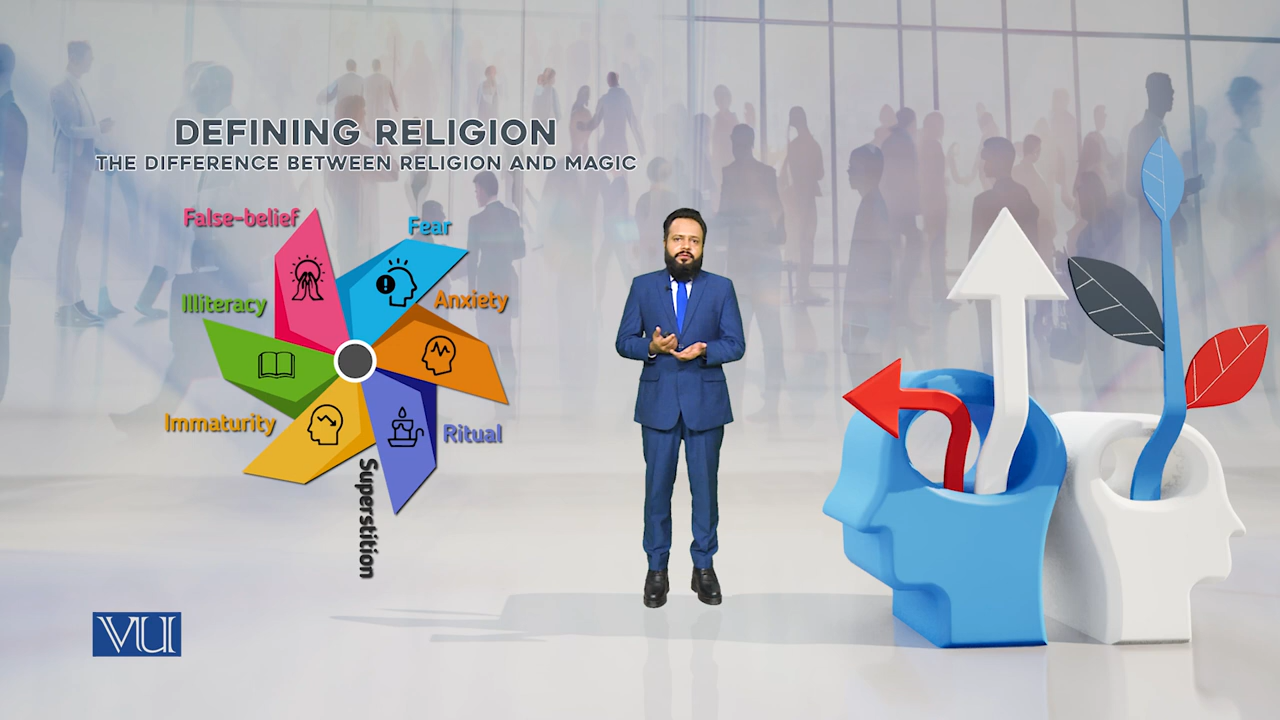 DEFINING RELIGION
THE DIFFERENCE BETWEEN RELIGION AND MAGIC
False-belief
Fear
Illiteracy
Anxiety
Immaturity
Ritual
Superstition
VU